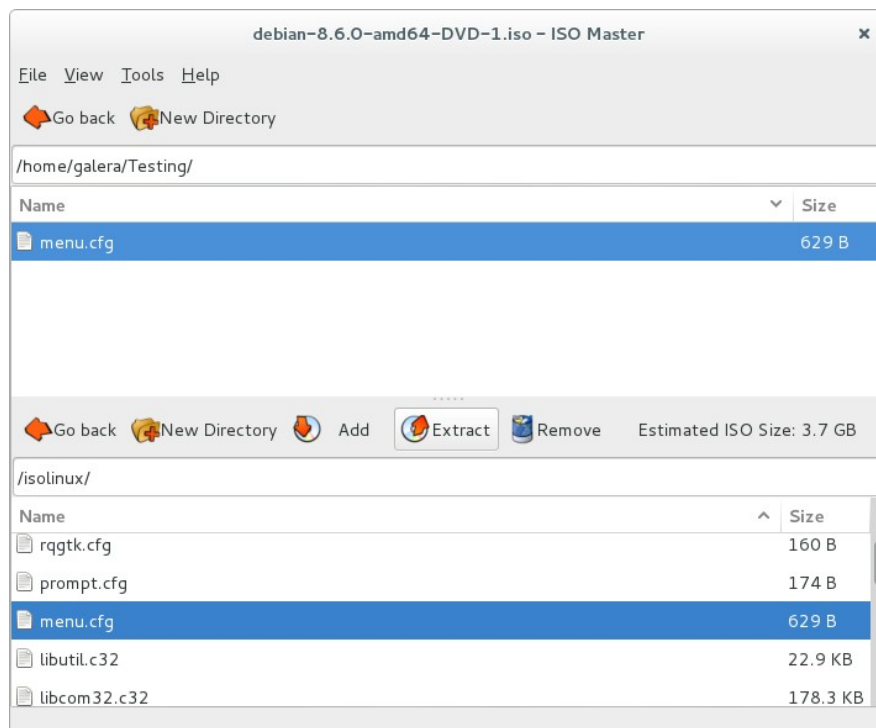 debian-8.6.0-amd64-DVD-1.iso – ISO Master
File View Tools Help
Go back New Directory
/home/galera/Testing/
Name Size
menu.cfg 629 B
Go back New Directory Add Extract Remove Estimated ISO Size: 3.7 GB
/isolinux/
Name Size
rqgtk.cfg 160 B
prompt.cfg 174 B
menu.cfg 629 B
libutil.c32 22.9 KB
libcom32.c32 178.3 KB